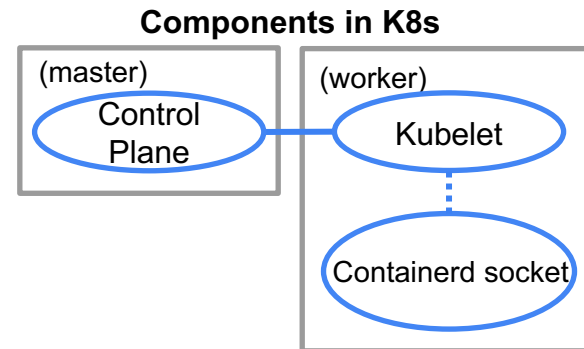 Components in K8s
(master)
Control
Plane
(worker)
Kubelet
Containerd socket